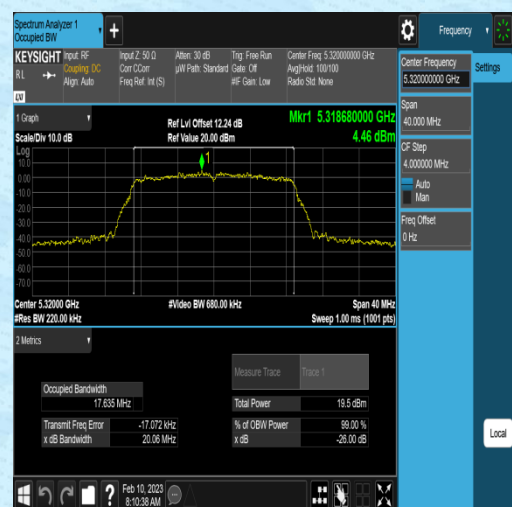 Spectrum Analyzer 1
Occupied BW
+
Frequency
KEYSIGHT
Input: RF
Input Z: 50 Ω
Atten: 30 dB
Trig: Free Run
Center Freq: 5.320000000 GHz
RL
Coupling: DC
Corr CCorr
µW Path: Standard
Gate: Off
Avg|Hold: 100/100
Align: Auto
Freq Ref: Int (S)
#IF Gain: Low
Radio Std: None
Center Frequency
5.320000000 GHz
Settings
Span
40.000 MHz
CF Step
4.000000 MHz
Auto
Man
Freq Offset
0 Hz
Local
1 Graph
Scale/Div 10.0 dB
Ref Lvl Offset 12.24 dB
Ref Value 20.00 dBm
Mkr1 5.318680000 GHz
4.46 dBm
Log
10.0
0.00
-10.0
-20.0
-30.0
-40.0
-50.0
-60.0
-70.0
1
Center 5.32000 GHz
#Video BW 680.00 kHz
Span 40 MHz
#Res BW 220.00 kHz
Sweep 1.00 ms (1001 pts)
2 Metrics
Measure Trace
Trace 1
Occupied Bandwidth
17.635 MHz
Total Power
19.5 dBm
Transmit Freq Error
-17.072 kHz
% of OBW Power
99.00 %
x dB Bandwidth
20.06 MHz
x dB
-26.00 dB
?
Feb 10, 2023
8:10:38 AM